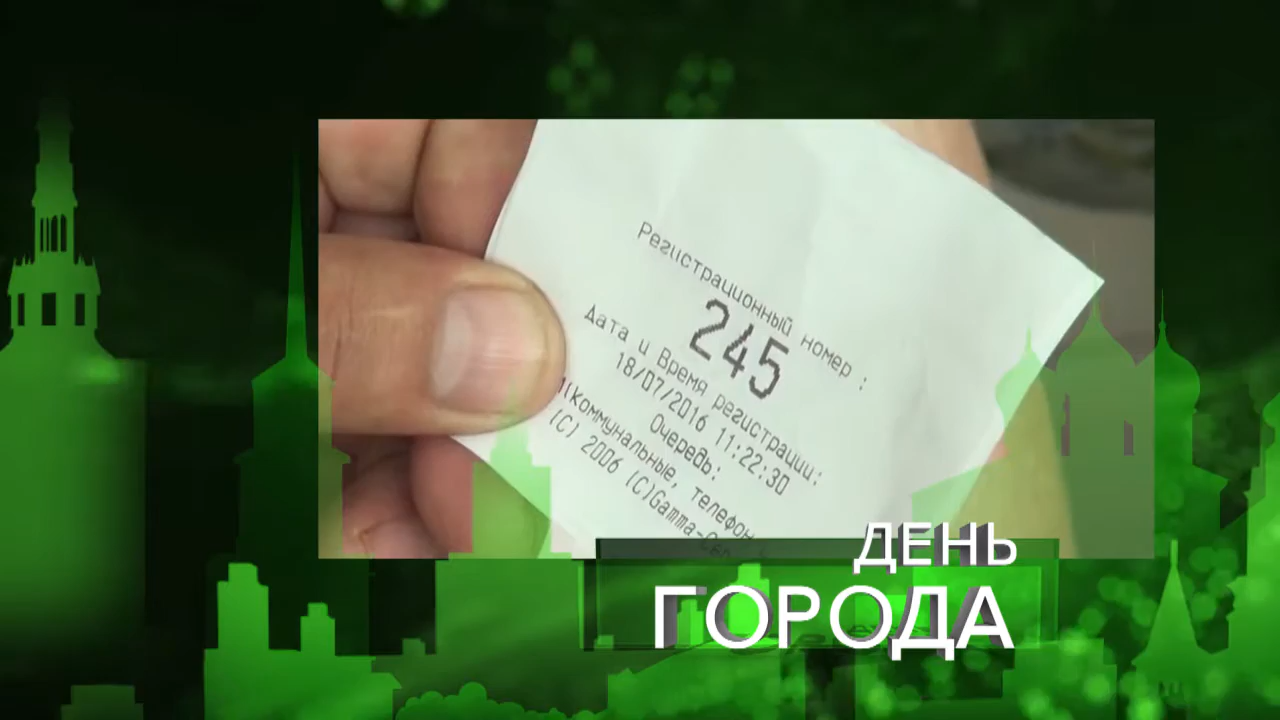 Регистрационный номер :
245
Дата и Время регистрации:
18/07/2016 11:22:30
Очередь:
(Коммунальные, телефон
(C) 2006 (C)Gamma-Cen
ДЕНЬ
ГОРОДА